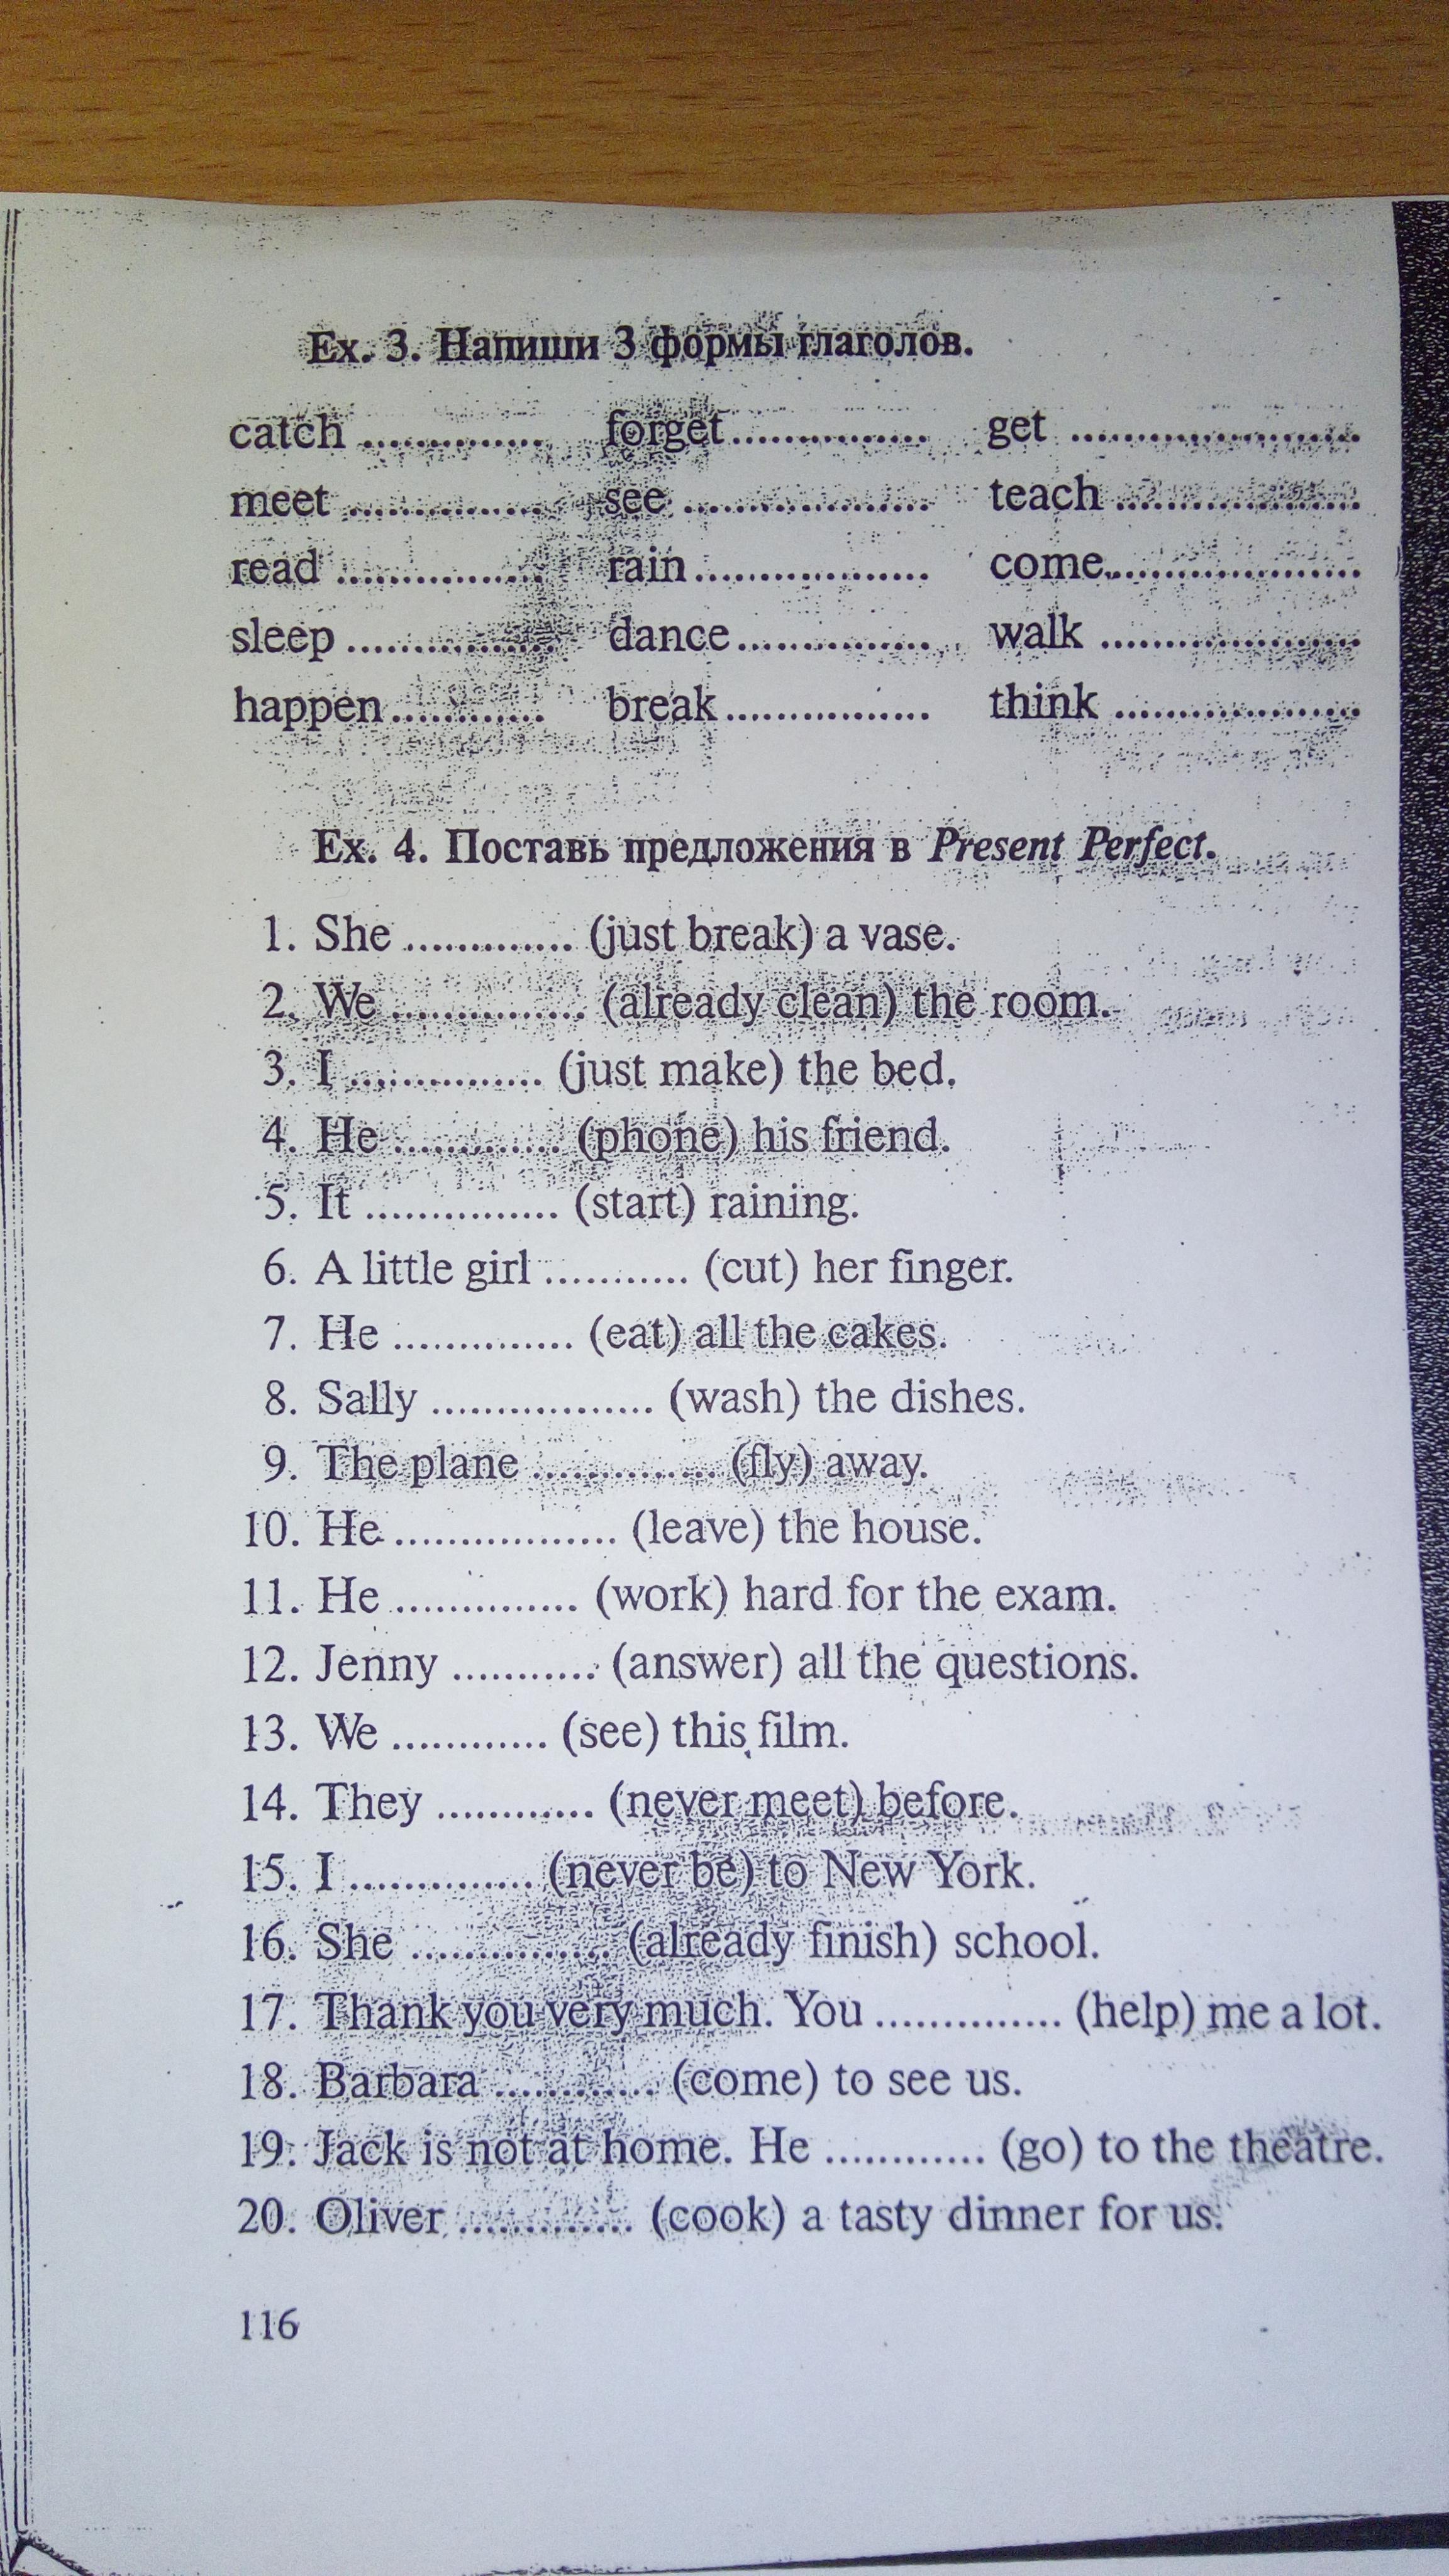 Ex. 3. Напиши 3 формы глаголов.
catch .............. forget............... get ......................
meet ............... see ................... teach ...................
read ................ rain.................. come...................
sleep ................ dance............... walk ....................
happen............ break................ think ...................
Ex. 4. Поставь предложения в Present Perfect.
1. She ............. (just break) a vase.
2. We ............... (already clean) the room.
3. I ............... (just make) the bed.
4. He ............. (phone) his friend.
5. It ............... (start) raining.
6. A little girl ........... (cut) her finger.
7. He .............. (eat) all the cakes.
8. Sally ................. (wash) the dishes.
9. The plane .............. (fly) away.
10. He ................. (leave) the house.
11. He .............. (work) hard for the exam.
12. Jenny ........... (answer) all the questions.
13. We ............ (see) this film.
14. They ............ (never meet) before.
15. I .............. (never be) to New York.
16. She ............... (already finish) school.
17. Thank you very much. You .............. (help) me a lot.
18. Barbara ............ (come) to see us.
19. Jack is not at home. He ............ (go) to the theatre.
20. Oliver ............. (cook) a tasty dinner for us.
116